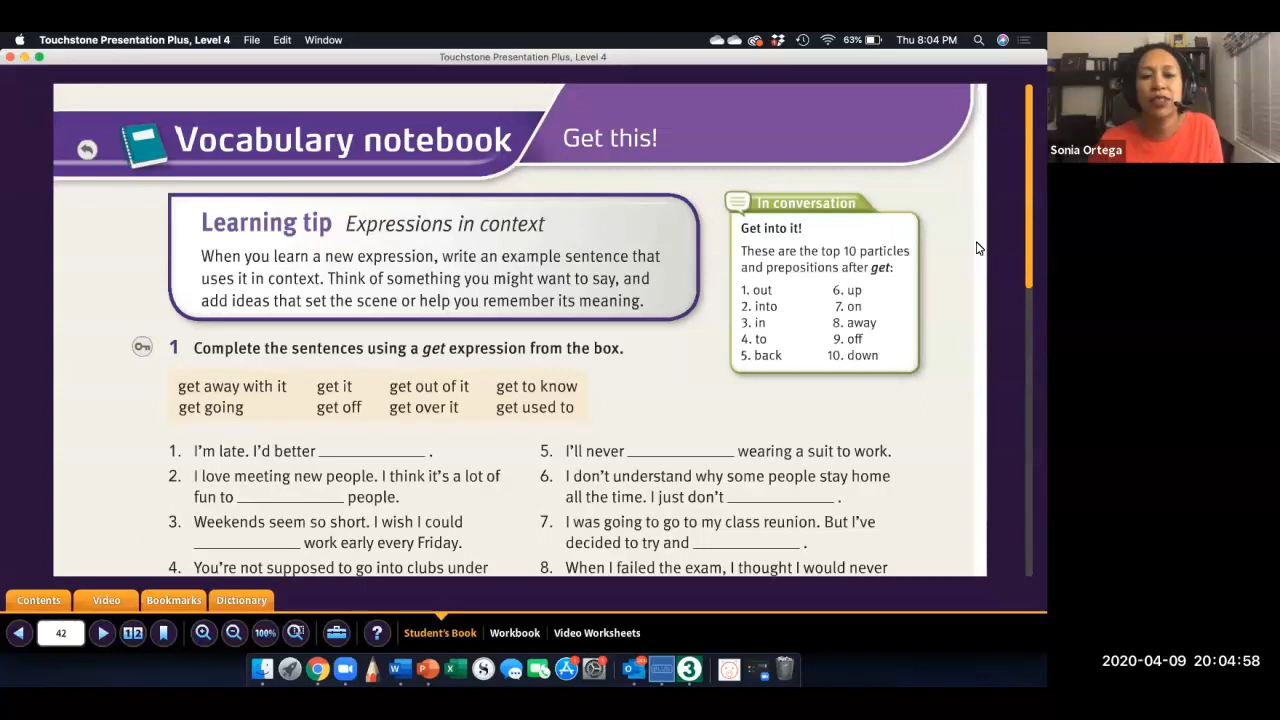 Touchstone Presentation Plus, Level 4 File Edit Window
63% Thu 8:04 PM
Touchstone Presentation Plus, Level 4
Vocabulary notebook Get this!
Learning tip Expressions in context
When you learn a new expression, write an example sentence that
uses it in context. Think of something you might want to say, and
add ideas that set the scene or help you remember its meaning.
In conversation
Get into it!
These are the top 10 particles
and prepositions after get:
1. out 6. up
2. into 7. on
3. in 8. away
4. to 9. off
5. back 10. down
1 Complete the sentences using a get expression from the box.
get away with it get it get out of it get to know
get going get off get over it get used to
1. I'm late. I'd better ____________ .
2. I love meeting new people. I think it's a lot of
fun to ____________ people.
3. Weekends seem so short. I wish I could
____________ work early every Friday.
4. You're not supposed to go into clubs under
5. I'll never ____________ wearing a suit to work.
6. I don't understand why some people stay home
all the time. I just don't ____________ .
7. I was going to go to my class reunion. But I've
decided to try and ____________ .
8. When I failed the exam, I thought I would never
Contents Video Bookmarks Dictionary
42 12 100% ? Student's Book Workbook Video Worksheets
Sonia Ortega
2020-04-09 20:04:58